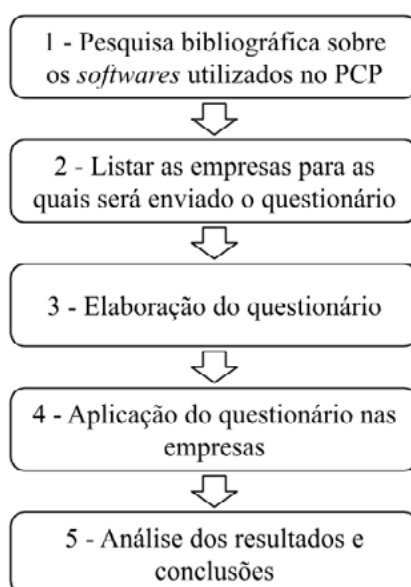 1 - Pesquisa bibliográfica sobre
os softwares utilizados no PCP
2 - Listar as empresas para as
quais será enviado o questionário
3 - Elaboração do questionário
4 - Aplicação do questionário nas
empresas
5 - Análise dos resultados e
conclusões